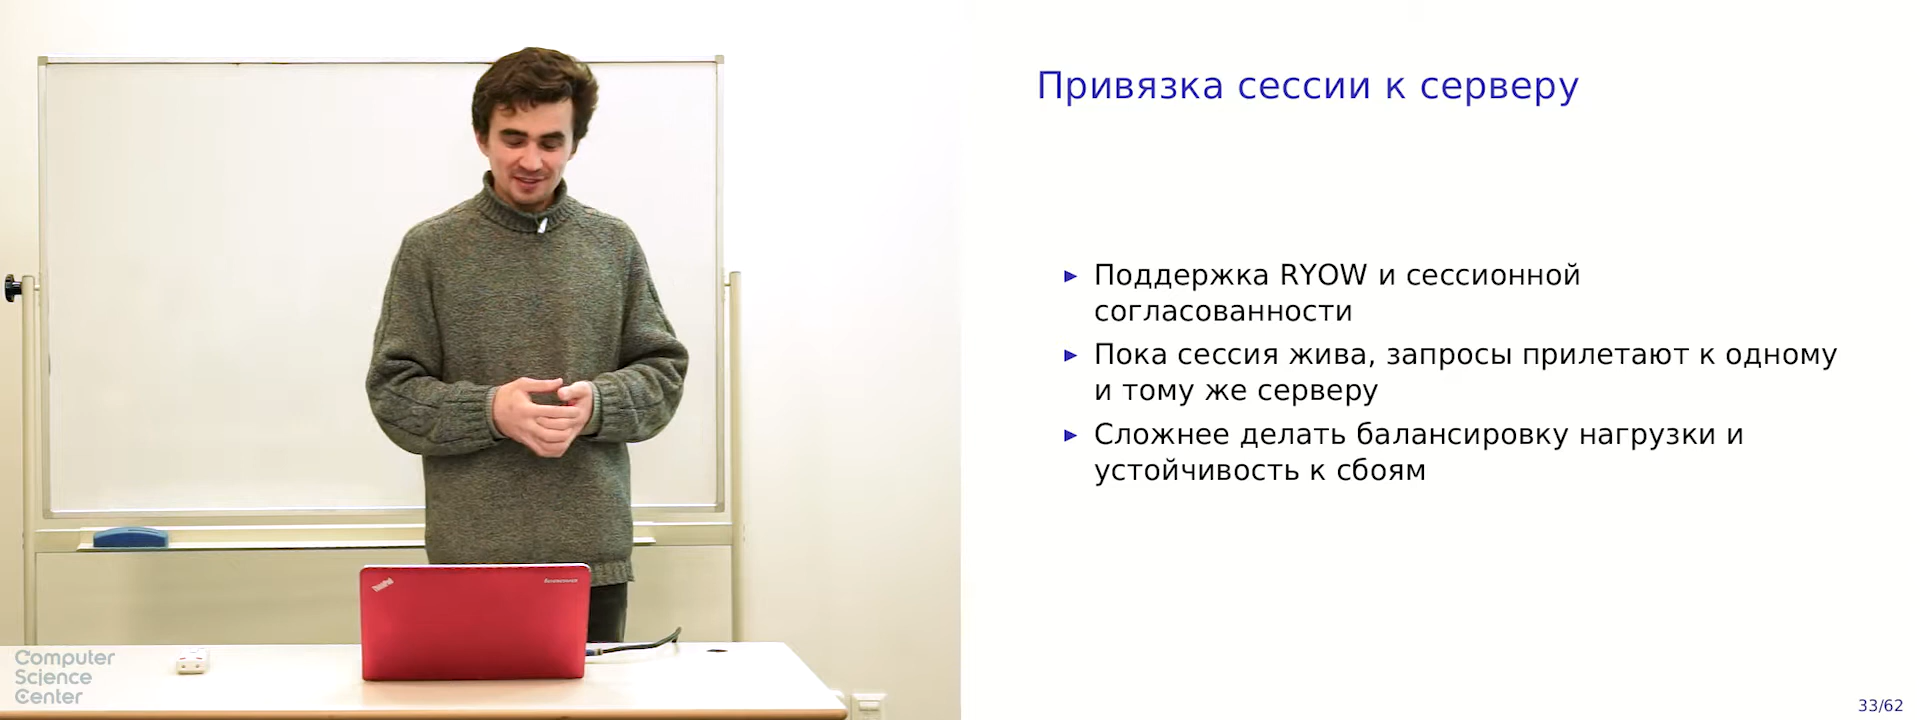 Привязка сессии к серверу
Поддержка RYOW и сессионной
согласованности
Пока сессия жива, запросы прилетают к одному
и тому же серверу
Сложнее делать балансировку нагрузки и
устойчивость к сбоям
33/62
Computer
Science
Center
ThinkPad